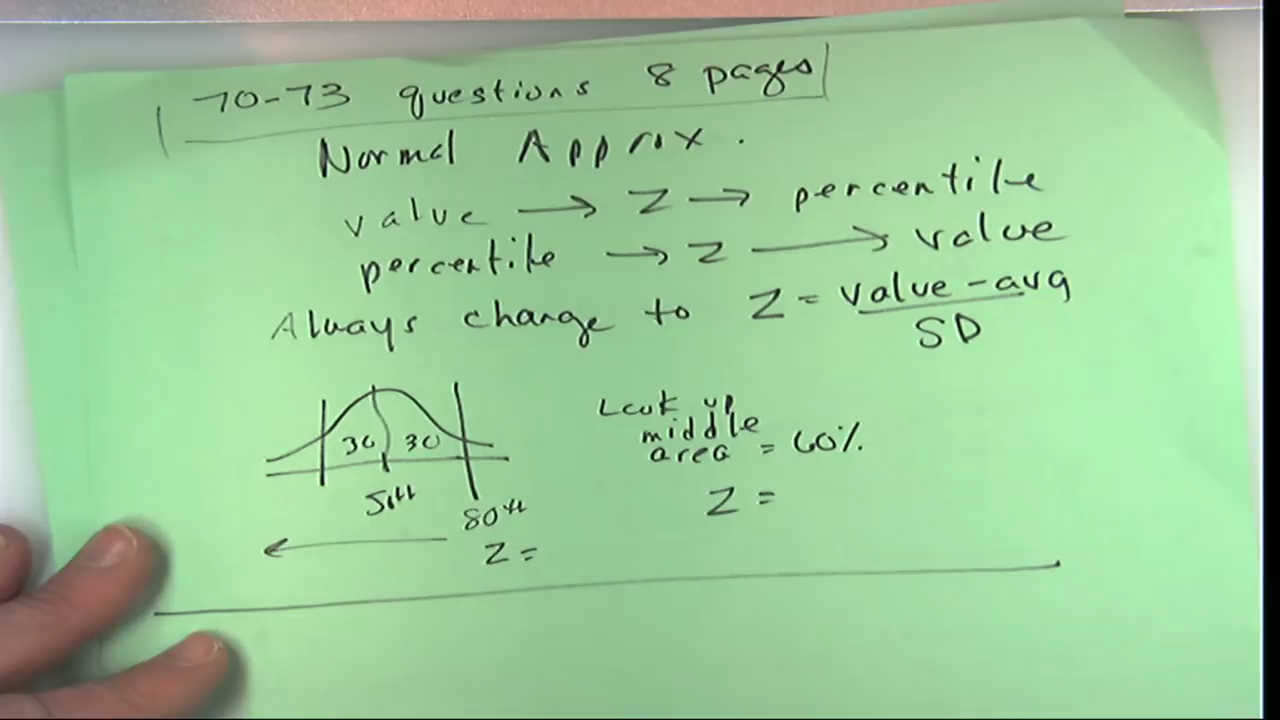 70-73 questions 8 pages
Normal Approx.
value → Z → percentile
percentile → Z → value
Always change to Z = value - avg / SD
30 30
50th
80th
Z =
Look up
middle
area = 60%
Z =